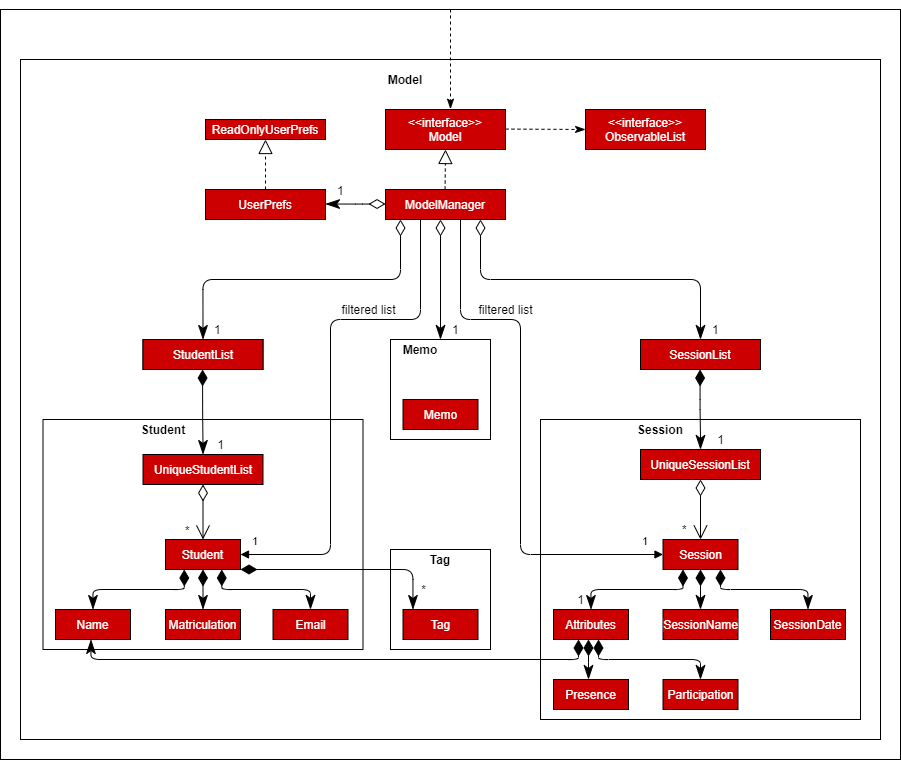 Model
<<interface>>
Model
<<interface>>
ObservableList
ReadOnlyUserPrefs
UserPrefs
1
ModelManager
filtered list
filtered list
1
1
1
StudentList
Memo
SessionList
Memo
Student
Session
1
1
UniqueStudentList
UniqueSessionList
*
*
1
1
Student
Tag
Session
*
1
Name
Matriculation
Email
Tag
Attributes
SessionName
SessionDate
Presence
Participation